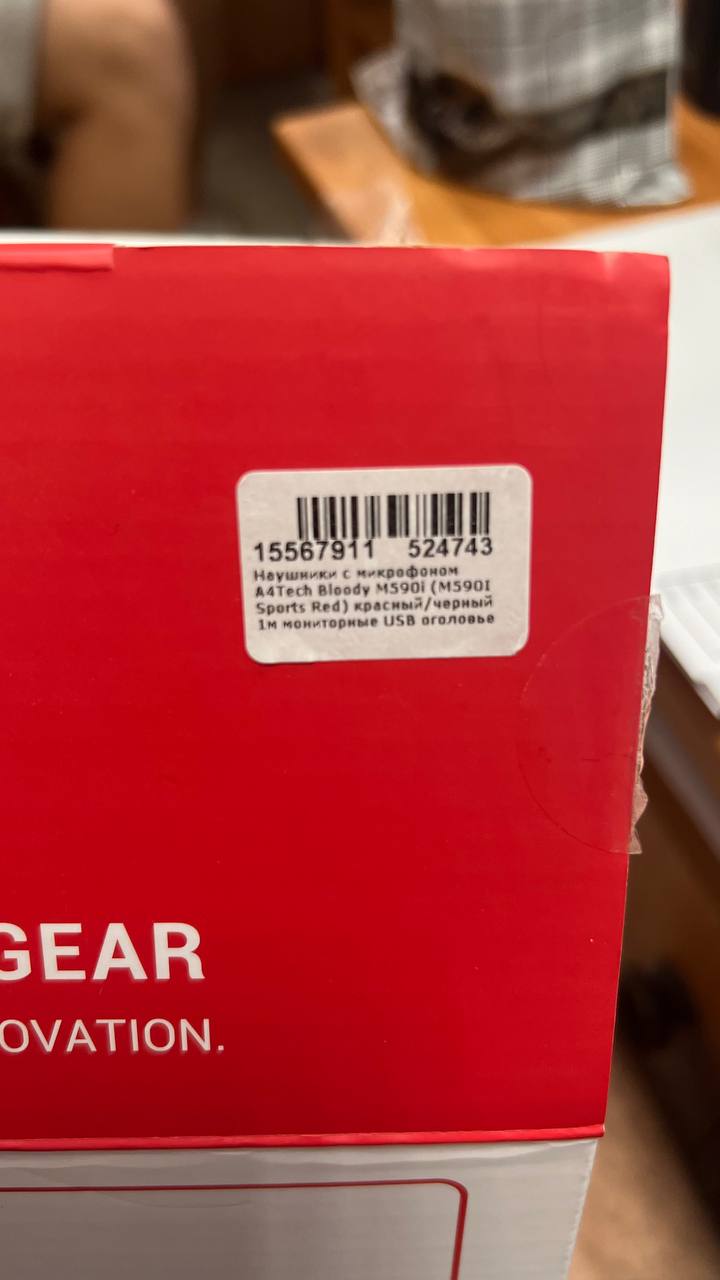 15567911 524743
Наушники с микрофоном
A4Tech Bloody M590i (M590I
Sports Red) красный/черный
1м мониторные USB оголовье
GEAR
OVATION.